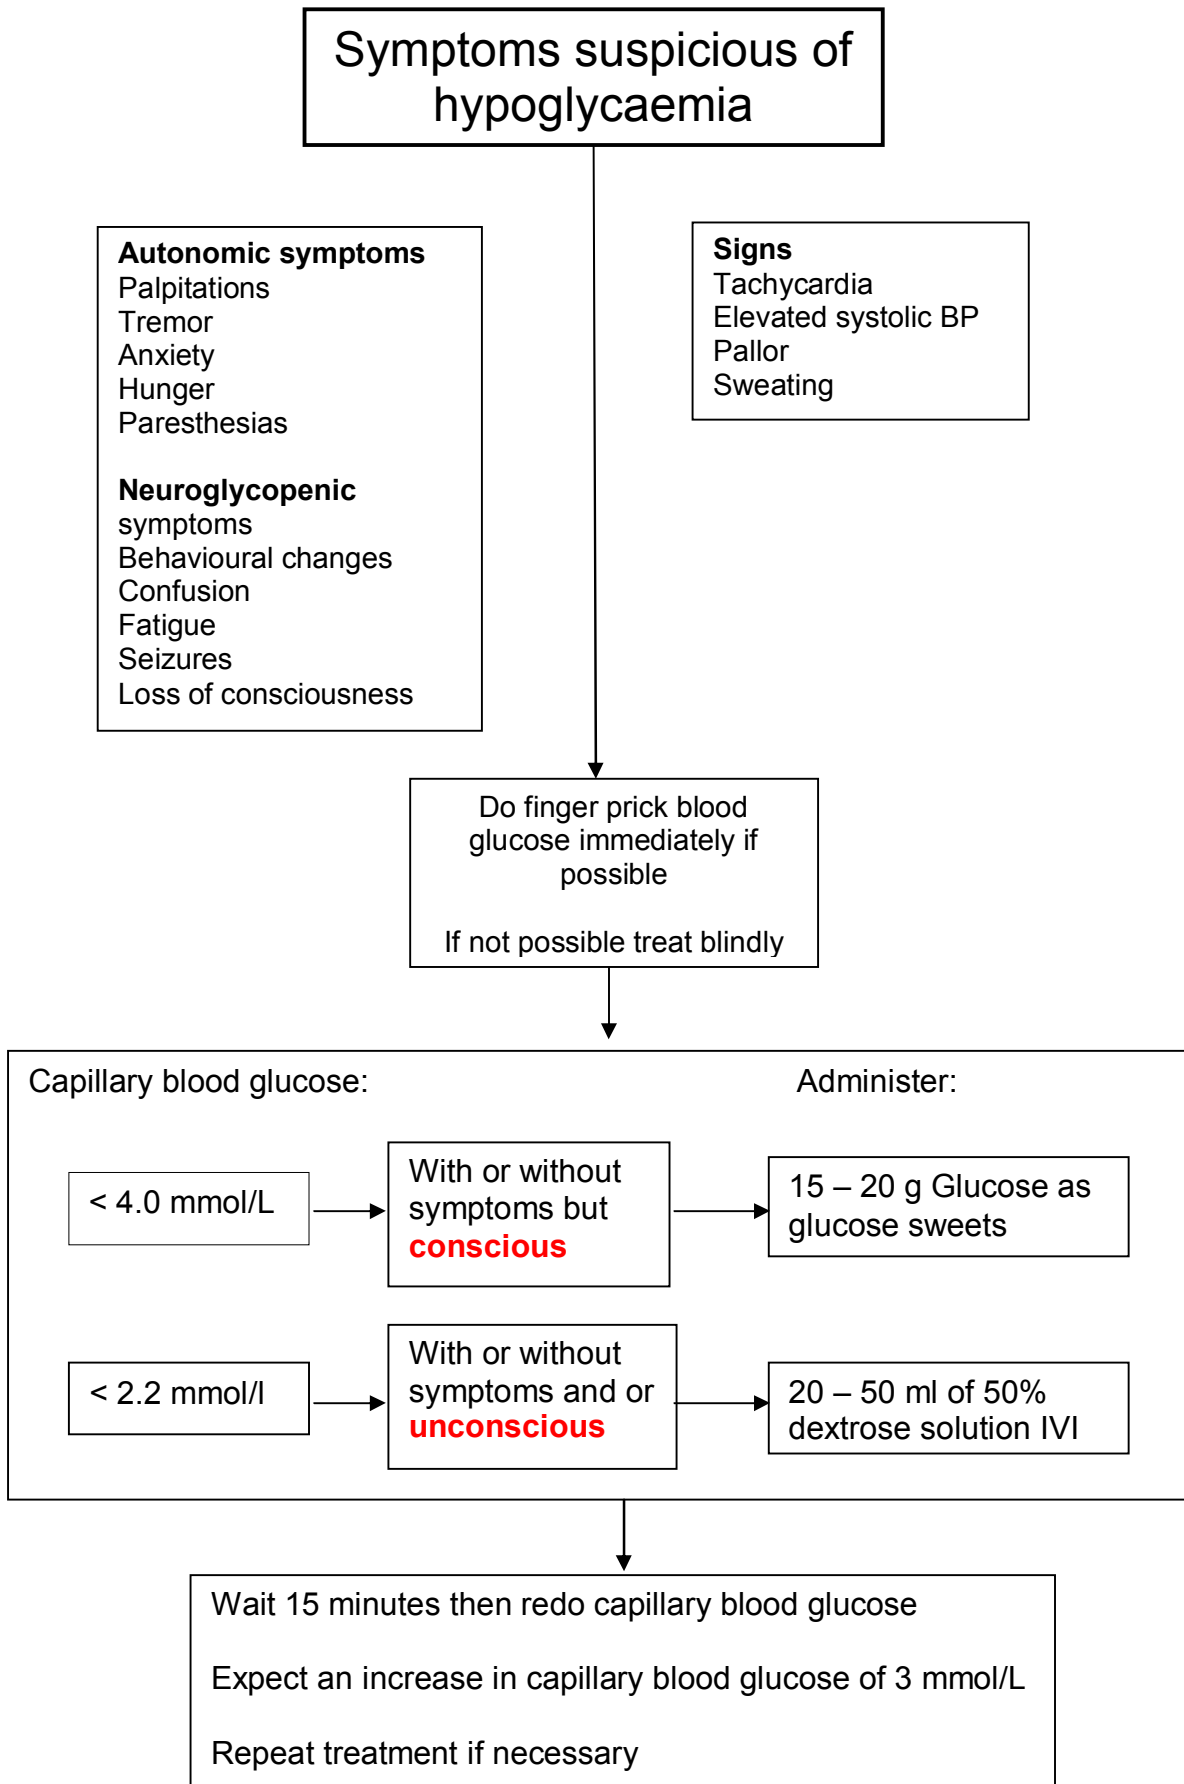 Symptoms suspicious of
hypoglycaemia
Autonomic symptoms
Palpitations
Tremor
Anxiety
Hunger
Paresthesias
Neuroglycopenic
symptoms
Behavioural changes
Confusion
Fatigue
Seizures
Loss of consciousness
Signs
Tachycardia
Elevated systolic BP
Pallor
Sweating
Do finger prick blood
glucose immediately if
possible
If not possible treat blindly
Capillary blood glucose:
Administer:
< 4.0 mmol/L
With or without
symptoms but
conscious
15 – 20 g Glucose as
glucose sweets
< 2.2 mmol/l
With or without
symptoms and or
unconscious
20 – 50 ml of 50%
dextrose solution IVI
Wait 15 minutes then redo capillary blood glucose
Expect an increase in capillary blood glucose of 3 mmol/L
Repeat treatment if necessary